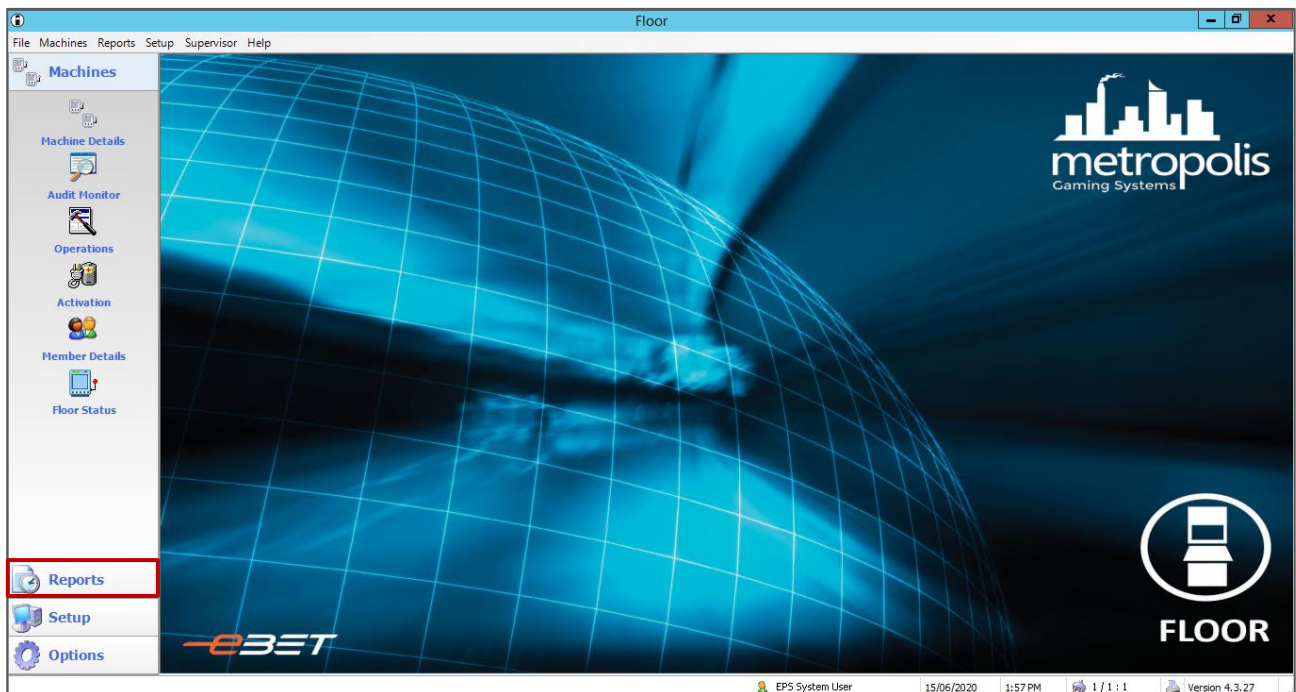 Floor
File Machines Reports Setup Supervisor Help
Machines
Machine Details
Audit Monitor
Operations
Activation
Member Details
Floor Status
Reports
Setup
Options
metropolis
Gaming Systems
eBET
FLOOR
EPS System User 15/06/2020 1:57 PM 1 / 1 : 1 Version 4.3.27